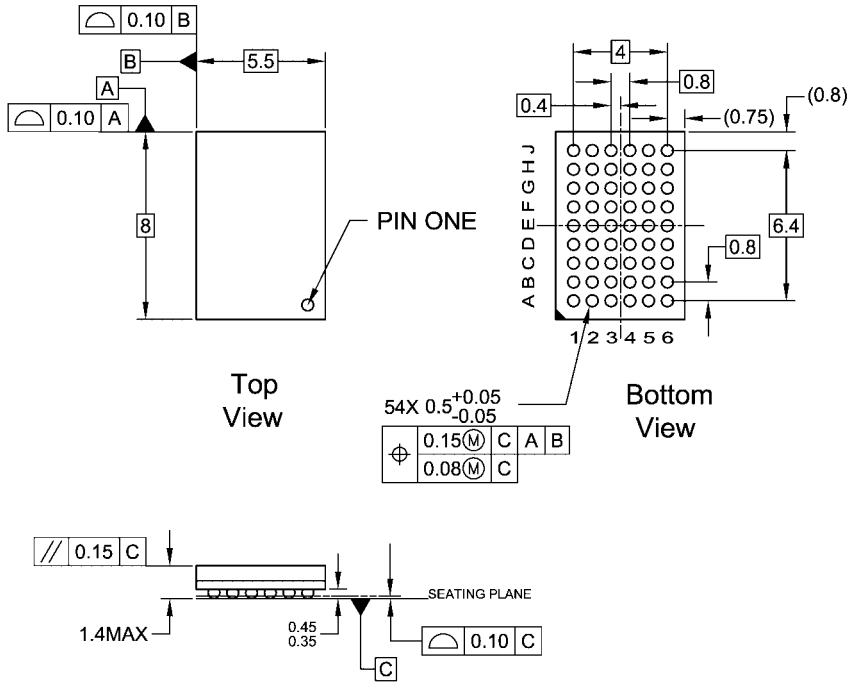 ⌓ 0.10 B
B
5.5
A
⌓ 0.10 A
8
PIN ONE
Top
View
4
0.8
0.4
(0.75)
(0.8)
J
H
G
F
E
D
C
B
A
6.4
0.8
1 2 3 4 5 6
54X 0.5 +0.05
-0.05
⌖ 0.15 Ⓜ C A B
0.08 Ⓜ C
Bottom
View
// 0.15 C
1.4MAX
0.45
0.35
SEATING PLANE
⌓ 0.10 C
C